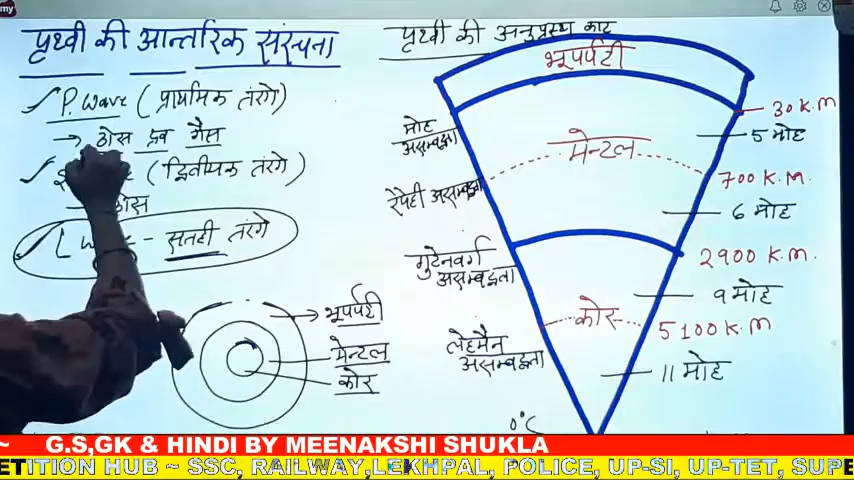 my
पृथ्वी की आन्तरिक संरचना
P. Wave ( प्राथमिक तरंगे )
→ ठोस द्रव गैस
( द्वितीयक तरंगे )
ठोस
L Wave - सतही तरंगे
भूपर्पटी
मेन्टल
कोर
पृथ्वी की अनुप्रस्थ काट
भूपर्पटी
30 K.M
मोह असम्बद्धता
5 मोह
मेन्टल
700 K.M.
रेपेटी असम्बद्धता
6 मोह
गुटेनवर्ग असम्बद्धता
2900 K.M.
9 मोह
कोर
5100 K.M
लेहमैन असम्बद्धता
11 मोह
0°C
~ G.S,GK & HINDI BY MEENAKSHI SHUKLA
ETITION HUB ~ SSC, RAILWAY,LEKHPAL, POLICE, UP-SI, UP-TET, SUPE